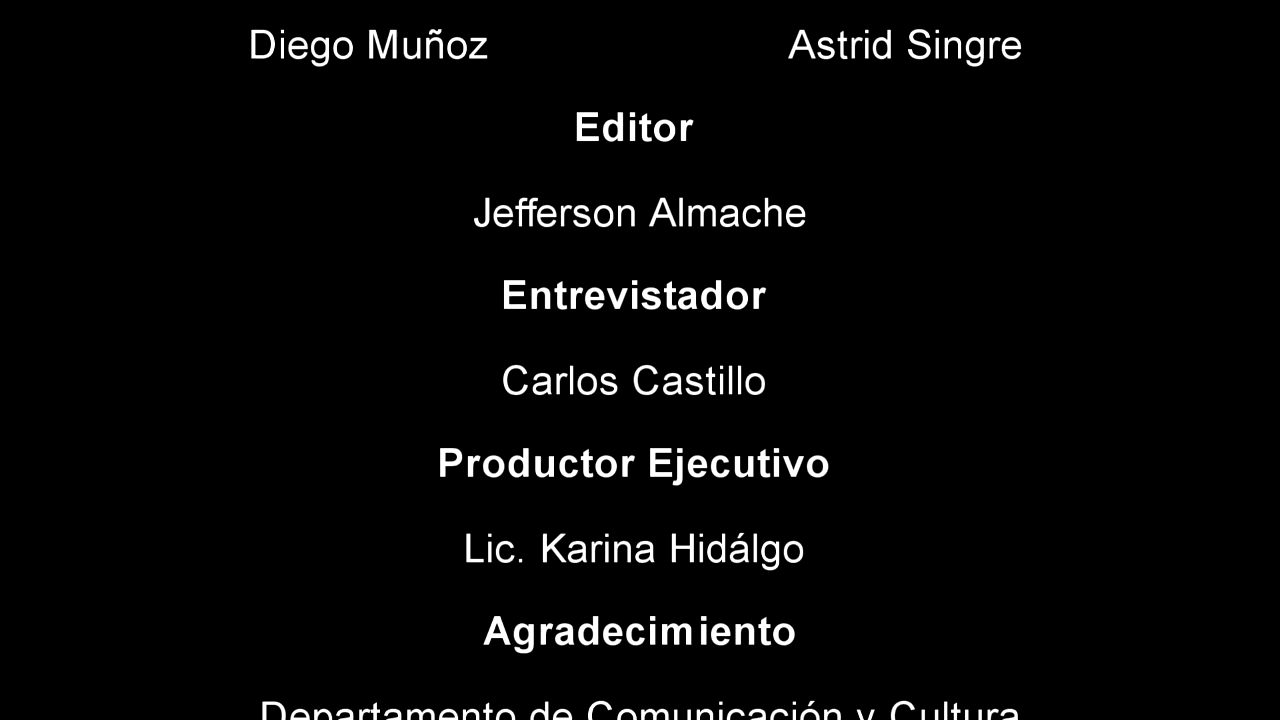 Diego Muñoz Astrid Singre
Editor
Jefferson Almache
Entrevistador
Carlos Castillo
Productor Ejecutivo
Lic. Karina Hidálgo
Agradecimiento
Departamento de Comunicación y Cultura